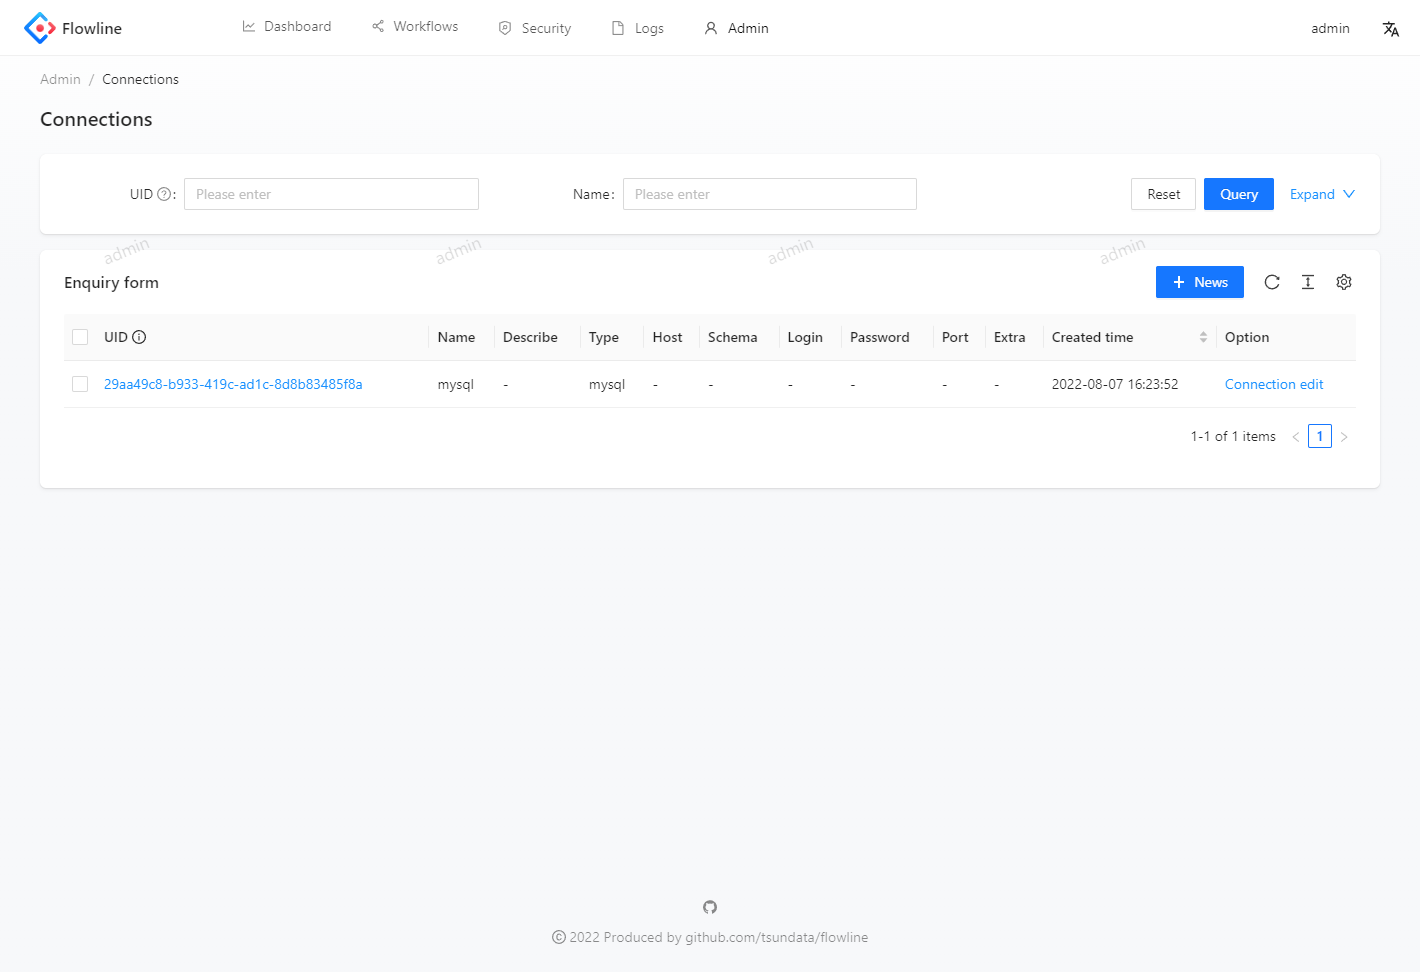 Flowline Dashboard Workflows Security Logs Admin admin
Admin / Connections
Connections
UID : Please enter Name: Please enter Reset Query Expand
admin admin admin admin
Enquiry form + News
UID Name Describe Type Host Schema Login Password Port Extra Created time Option
29aa49c8-b933-419c-ad1c-8d8b83485f8a mysql - mysql - - - - - - 2022-08-07 16:23:52 Connection edit
1-1 of 1 items < 1 >
© 2022 Produced by github.com/tsundata/flowline